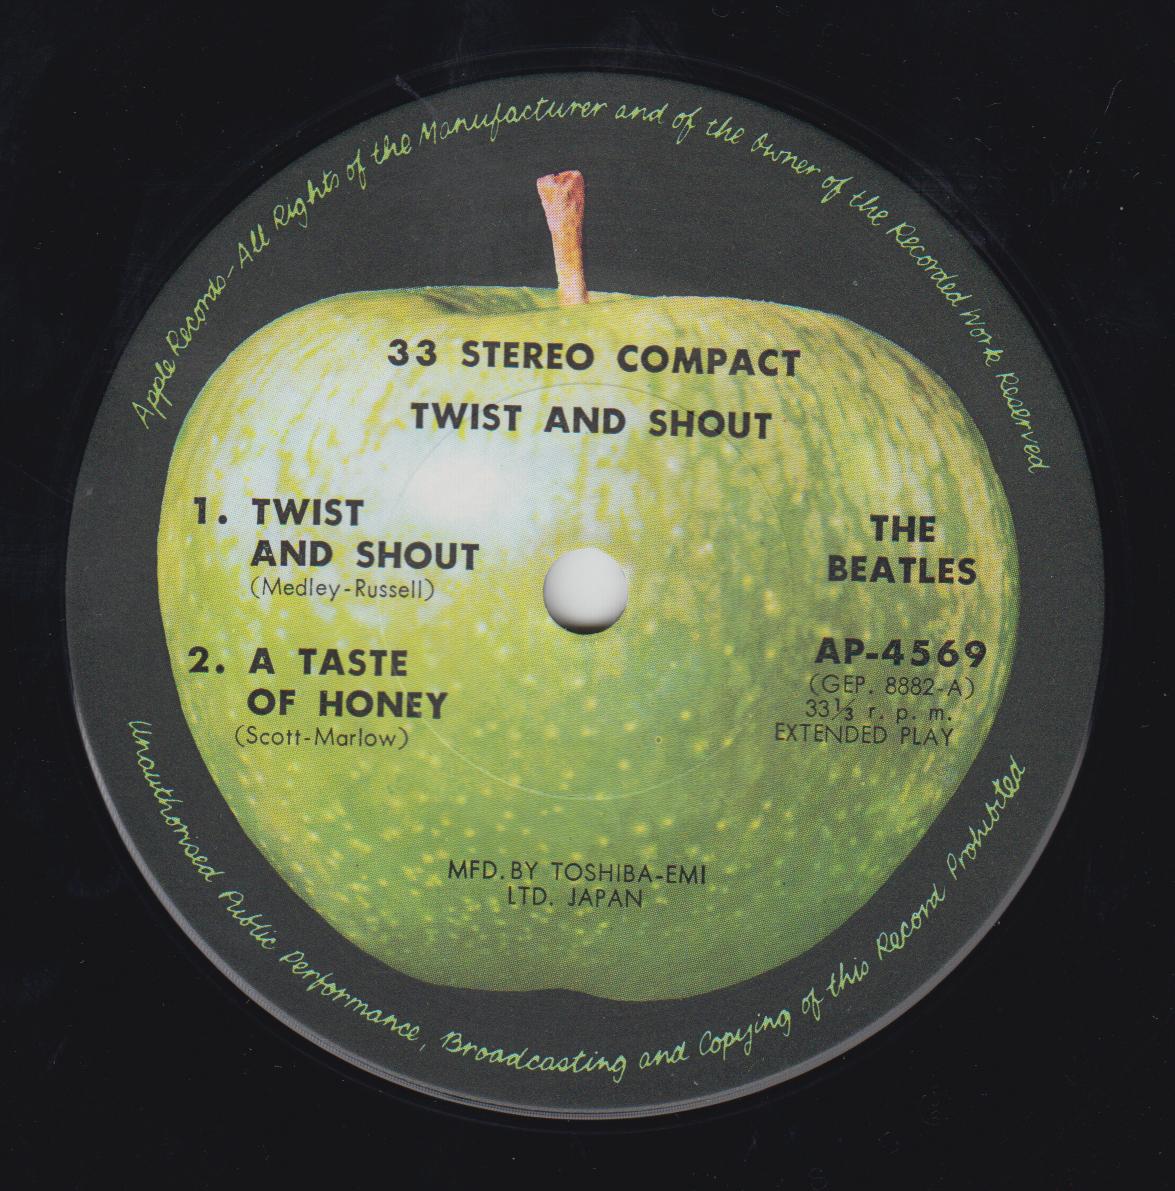 Apple Records - All Rights of the Manufacturer and of the Owner of the Recorded Work Reserved
33 STEREO COMPACT
TWIST AND SHOUT
1. TWIST
AND SHOUT
(Medley-Russell)
2. A TASTE
OF HONEY
(Scott-Marlow)
THE
BEATLES
AP-4569
(GEP. 8882-A)
33⅓ r. p. m.
EXTENDED PLAY
MFD. BY TOSHIBA-EMI
LTD. JAPAN
Unauthorised Public Performance, Broadcasting and Copying of this Record Prohibited